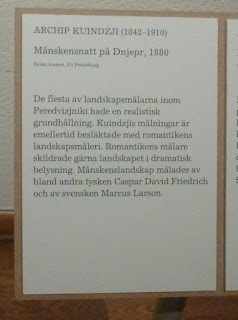 ARCHIP KUINDZJI (1842–1910)
Månskensnatt på Dnjepr, 1880
Ryska museet, S:t Petersburg.
De flesta av landskapsmålarna inom
Peredvizjniki hade en realistisk
grundhållning. Kuindzjis målningar är
emellertid besläktade med romantikens
landskapsmåleri. Romantikens målare
skildrade gärna landskapet i dramatisk
belysning. Månskenslandskap målades av
bland andra tysken Caspar David Friedrich
och av svensken Marcus Larson.